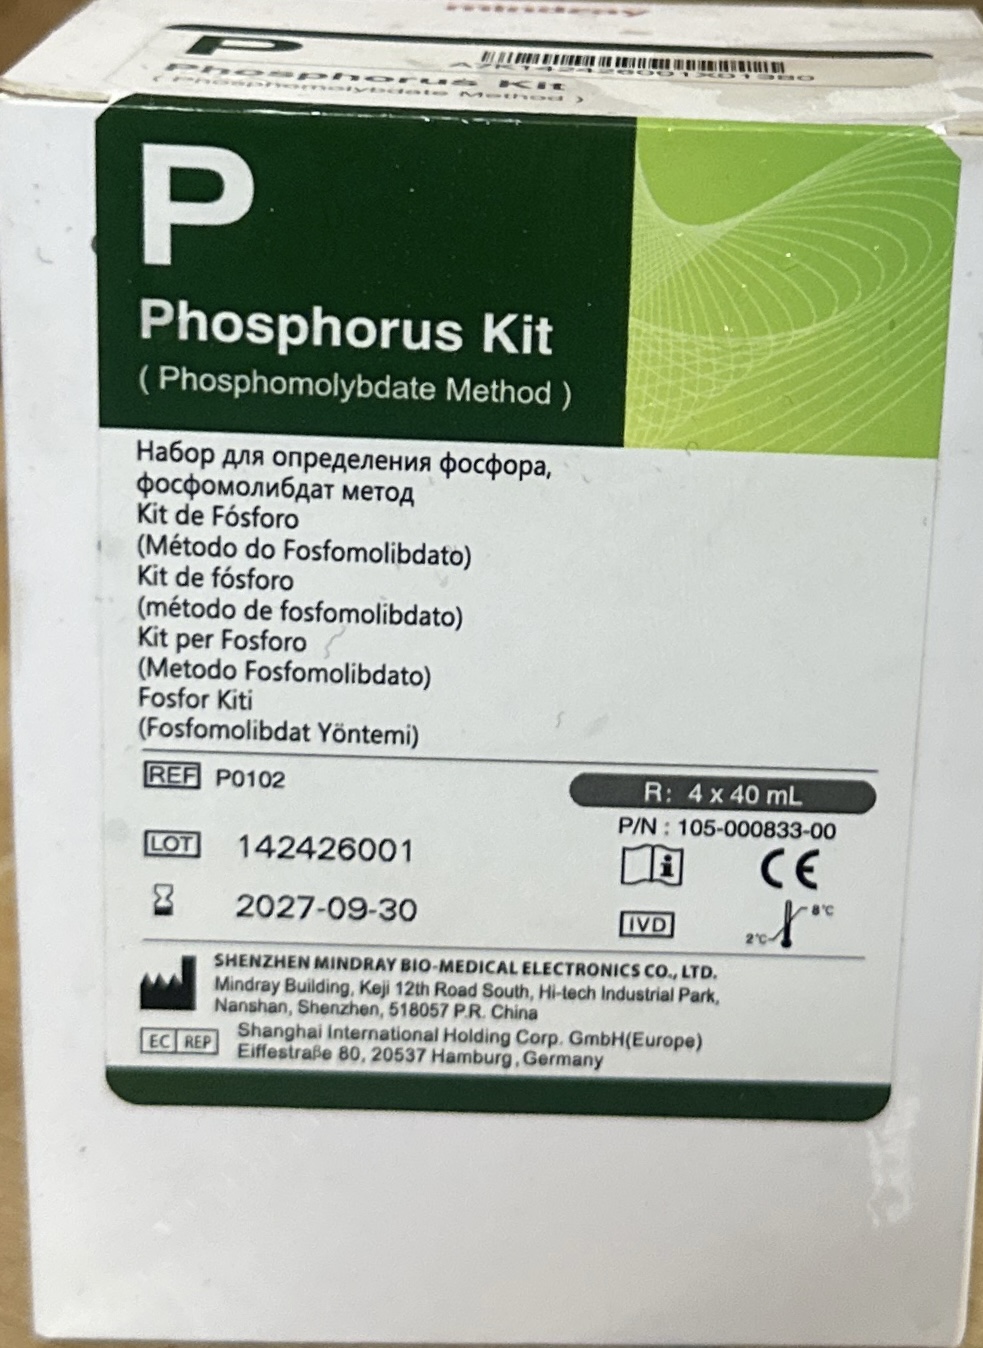 mindray
P
A7K142426001X01380
Phosphorus Kit
( Phosphomolybdate Method )
P
Phosphorus Kit
( Phosphomolybdate Method )
Набор для определения фосфора,
фосфомолибдат метод
Kit de Fósforo
(Método do Fosfomolibdato)
Kit de fósforo
(método de fosfomolibdato)
Kit per Fosforo
(Metodo Fosfomolibdato)
Fosfor Kiti
(Fosfomolibdat Yöntemi)
REF P0102
R: 4 x 40 mL
P/N : 105-000833-00
LOT 142426001
i CE
2027-09-30
IVD 2°C 8°C
SHENZHEN MINDRAY BIO-MEDICAL ELECTRONICS CO., LTD.
Mindray Building, Keji 12th Road South, Hi-tech Industrial Park,
Nanshan, Shenzhen, 518057 P.R. China
EC REP Shanghai International Holding Corp. GmbH(Europe)
Eiffestraße 80, 20537 Hamburg, Germany